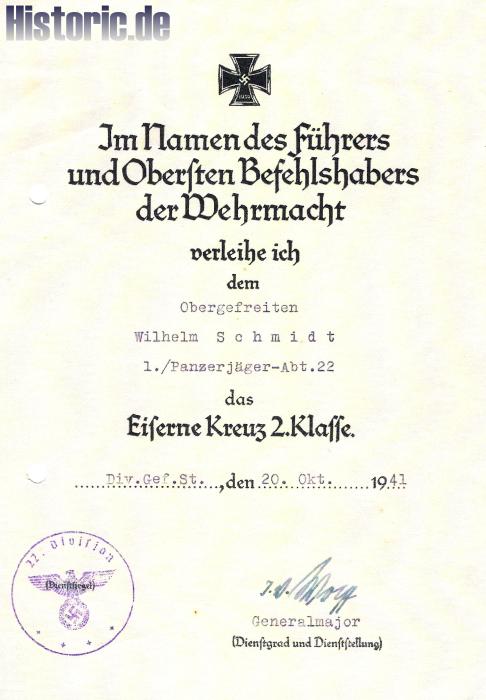 Historic.de
Im Namen des Führers
und Obersten Befehlshabers
der Wehrmacht
verleihe ich
dem
Obergefreiten
Wilhelm S c h m i d t
1./Panzerjäger-Abt.22
das
Eiserne Kreuz 2.Klasse.
Div.Gef.St., den 20. Okt. 1941
22. Division
(Dienstsiegel)
Generalmajor
(Dienstgrad und Dienststellung)